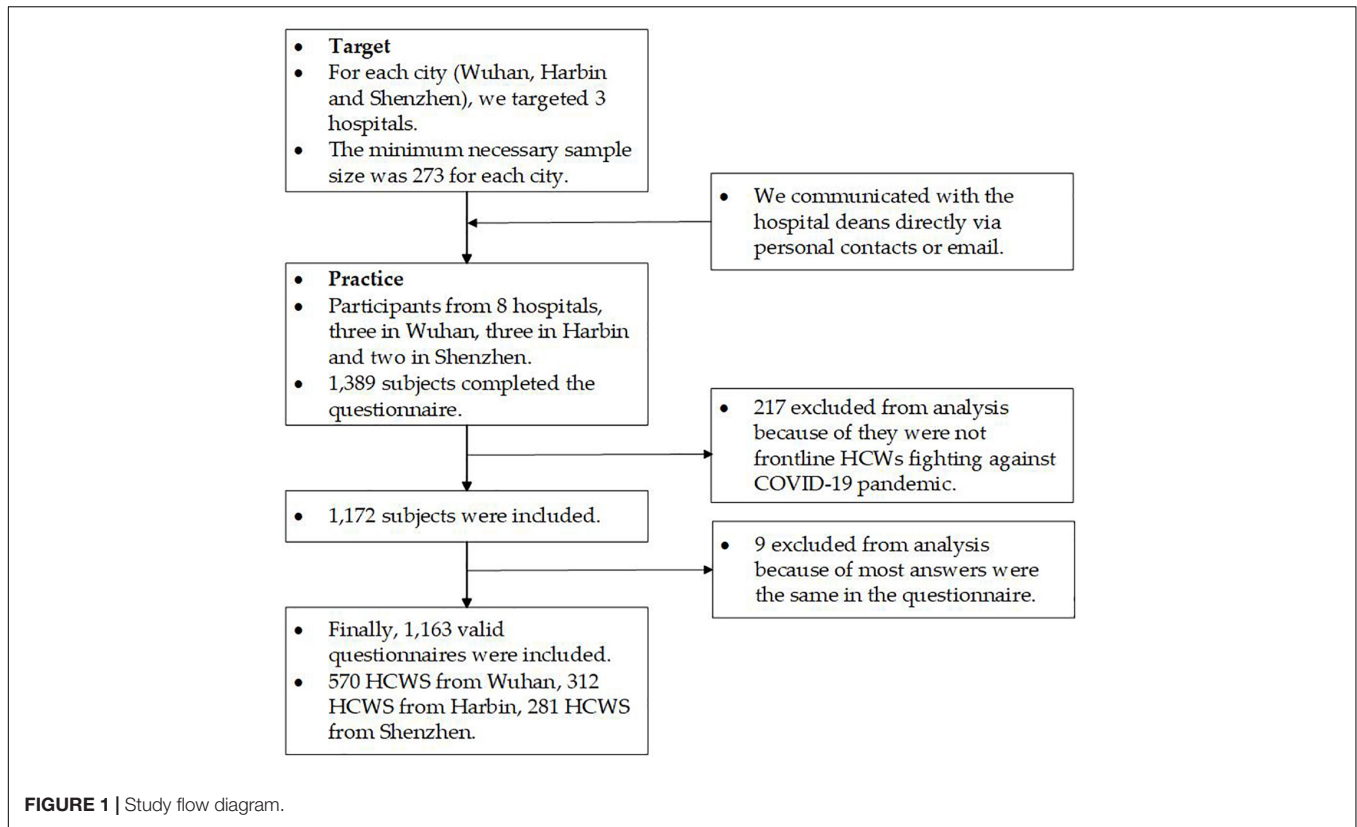 • Target
• For each city (Wuhan, Harbin
and Shenzhen), we targeted 3
hospitals.
• The minimum necessary sample
size was 273 for each city.
• We communicated with the
hospital deans directly via
personal contacts or email.
• Practice
• Participants from 8 hospitals,
three in Wuhan, three in Harbin
and two in Shenzhen.
• 1,389 subjects completed the
questionnaire.
• 217 excluded from analysis
because of they were not
frontline HCWs fighting against
COVID-19 pandemic.
• 1,172 subjects were included.
• 9 excluded from analysis
because of most answers were
the same in the questionnaire.
• Finally, 1,163 valid
questionnaires were included.
• 570 HCWS from Wuhan, 312
HCWS from Harbin, 281 HCWS
from Shenzhen.
FIGURE 1 | Study flow diagram.